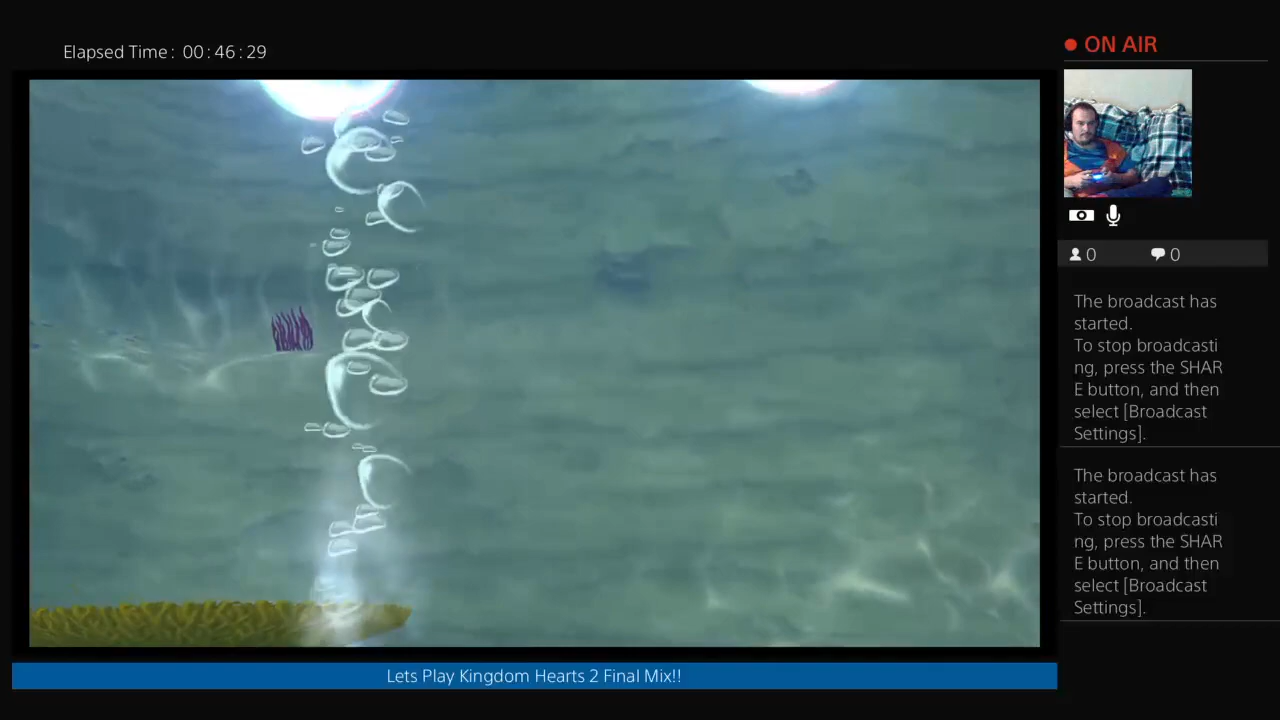 Elapsed Time: 00:46:29
ON AIR
0
0
The broadcast has
started.
To stop broadcasti
ng, press the SHAR
E button, and then
select [Broadcast
Settings].
The broadcast has
started.
To stop broadcasti
ng, press the SHAR
E button, and then
select [Broadcast
Settings].
Lets Play Kingdom Hearts 2 Final Mix!!